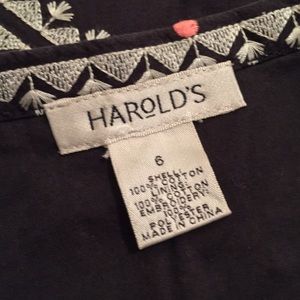 HAROLD'S
6
SHELL:
100% COTTON
LINING:
100% COTTON
EMBROIDERY:
100%
POLYESTER
MADE IN CHINA